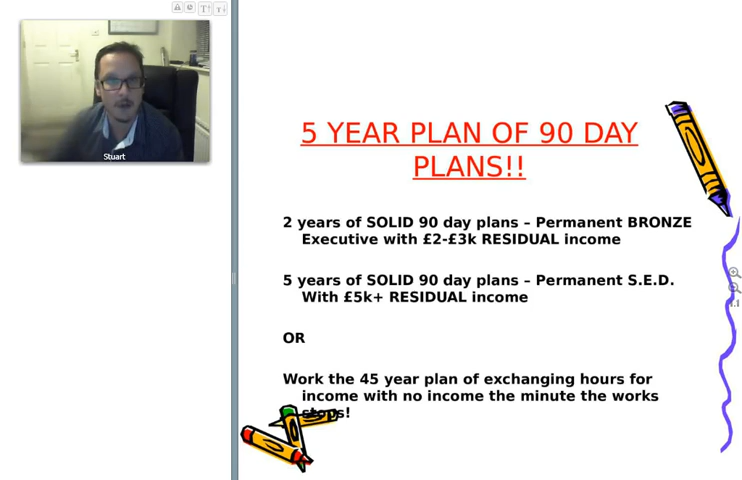 Stuart
5 YEAR PLAN OF 90 DAY
PLANS!!
2 years of SOLID 90 day plans – Permanent BRONZE
Executive with £2-£3k RESIDUAL income
5 years of SOLID 90 day plans – Permanent S.E.D.
With £5k+ RESIDUAL income
OR
Work the 45 year plan of exchanging hours for
income with no income the minute the works
stops!